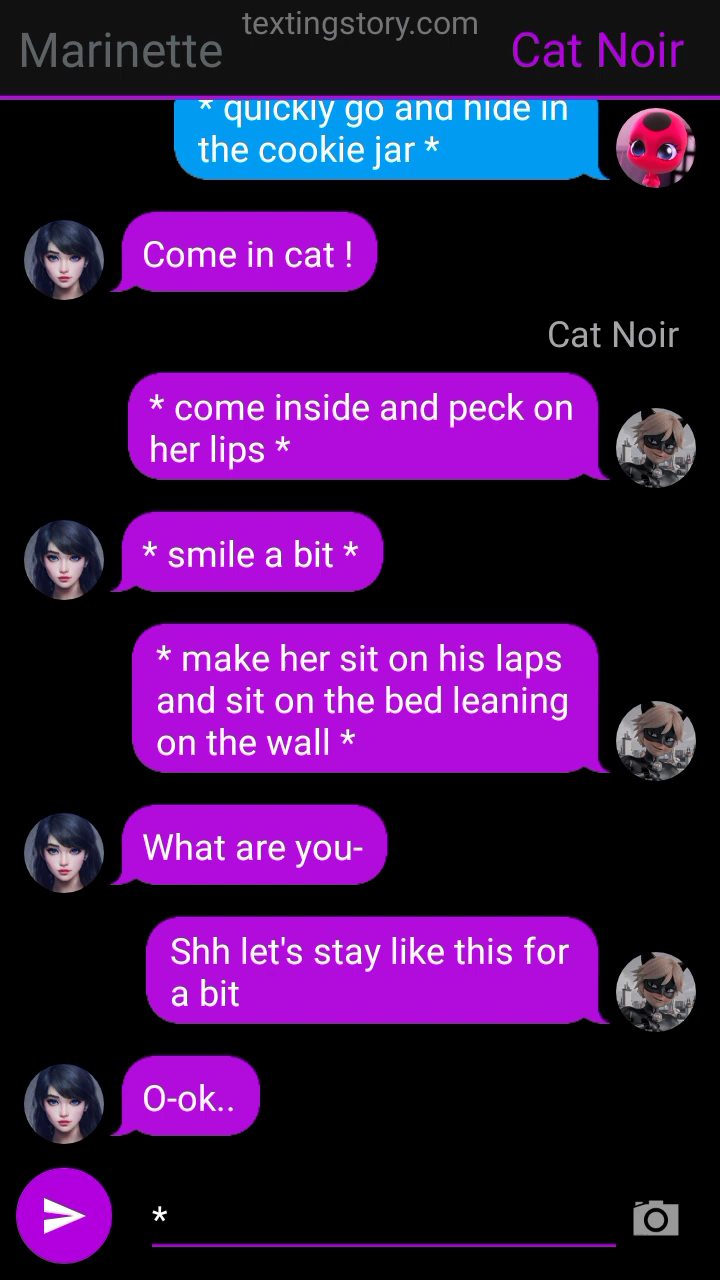 textingstory.com
Marinette
Cat Noir
* quickly go and hide in
the cookie jar *
Come in cat !
Cat Noir
* come inside and peck on
her lips *
* smile a bit *
* make her sit on his laps
and sit on the bed leaning
on the wall *
What are you-
Shh let's stay like this for
a bit
O-ok..
*